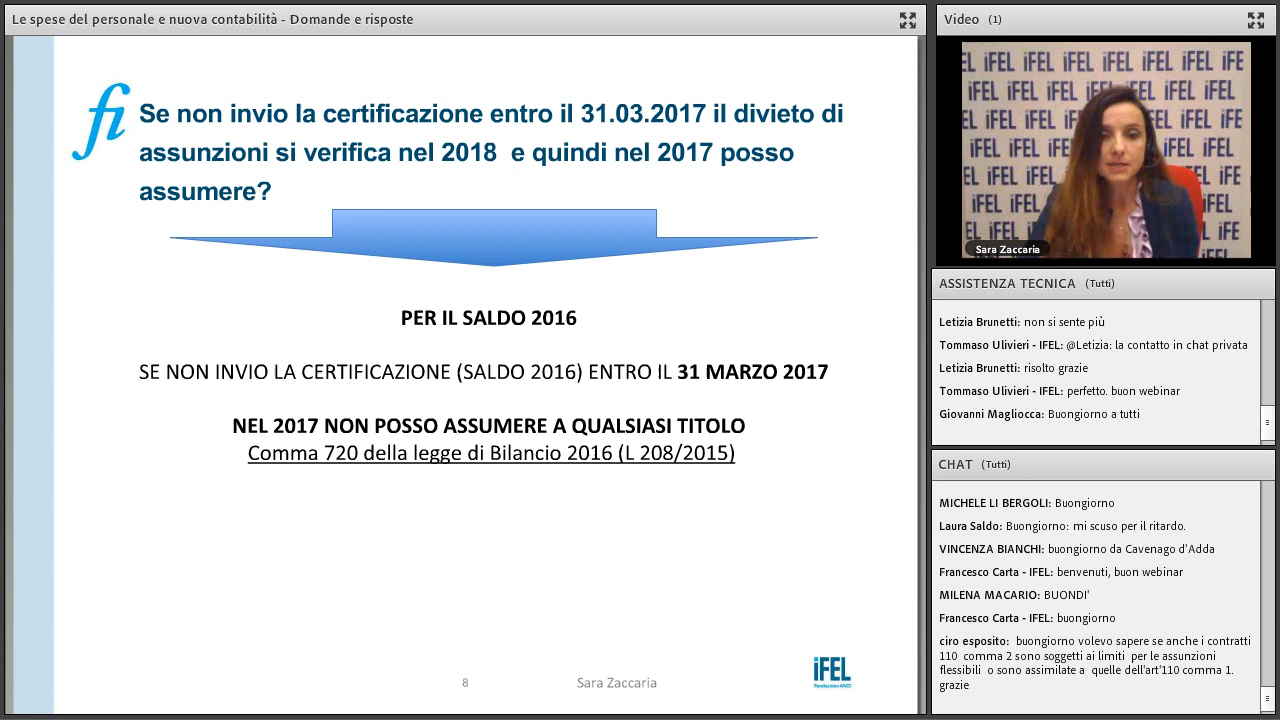 Le spese del personale e nuova contabilità - Domande e risposte
fi
Se non invio la certificazione entro il 31.03.2017 il divieto di
assunzioni si verifica nel 2018 e quindi nel 2017 posso
assumere?
PER IL SALDO 2016
SE NON INVIO LA CERTIFICAZIONE (SALDO 2016) ENTRO IL 31 MARZO 2017
NEL 2017 NON POSSO ASSUMERE A QUALSIASI TITOLO
Comma 720 della legge di Bilancio 2016 (L 208/2015)
8
Sara Zaccaria
iFEL
Fondazione ANCI
Video (1)
iFEL iFEL iFEL iFEL
Sara Zaccaria
ASSISTENZA TECNICA (Tutti)
Letizia Brunetti: non si sente più
Tommaso Ulivieri - IFEL: @Letizia: la contatto in chat privata
Letizia Brunetti: risolto grazie
Tommaso Ulivieri - IFEL: perfetto. buon webinar
Giovanni Magliocca: Buongiorno a tutti
CHAT (Tutti)
MICHELE LI BERGOLI: Buongiorno
Laura Saldo: Buongiorno: mi scuso per il ritardo.
VINCENZA BIANCHI: buongiorno da Cavenago d'Adda
Francesco Carta - IFEL: benvenuti, buon webinar
MILENA MACARIO: BUONDI'
Francesco Carta - IFEL: buongiorno
ciro esposito: buongiorno volevo sapere se anche i contratti
110 comma 2 sono soggetti ai limiti per le assunzioni
flessibili o sono assimilate a quelle dell'art'110 comma 1.
grazie